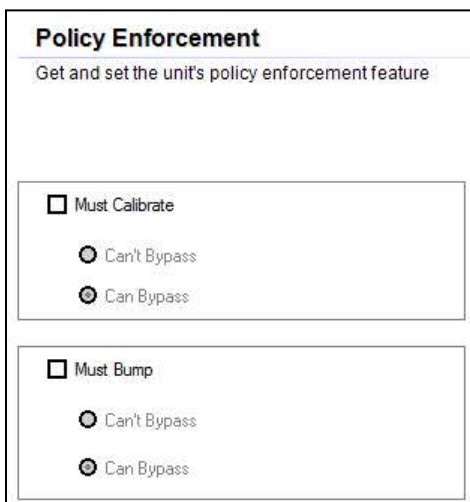 Policy Enforcement
Get and set the unit's policy enforcement feature
Must Calibrate
Can't Bypass
Can Bypass
Must Bump
Can't Bypass
Can Bypass